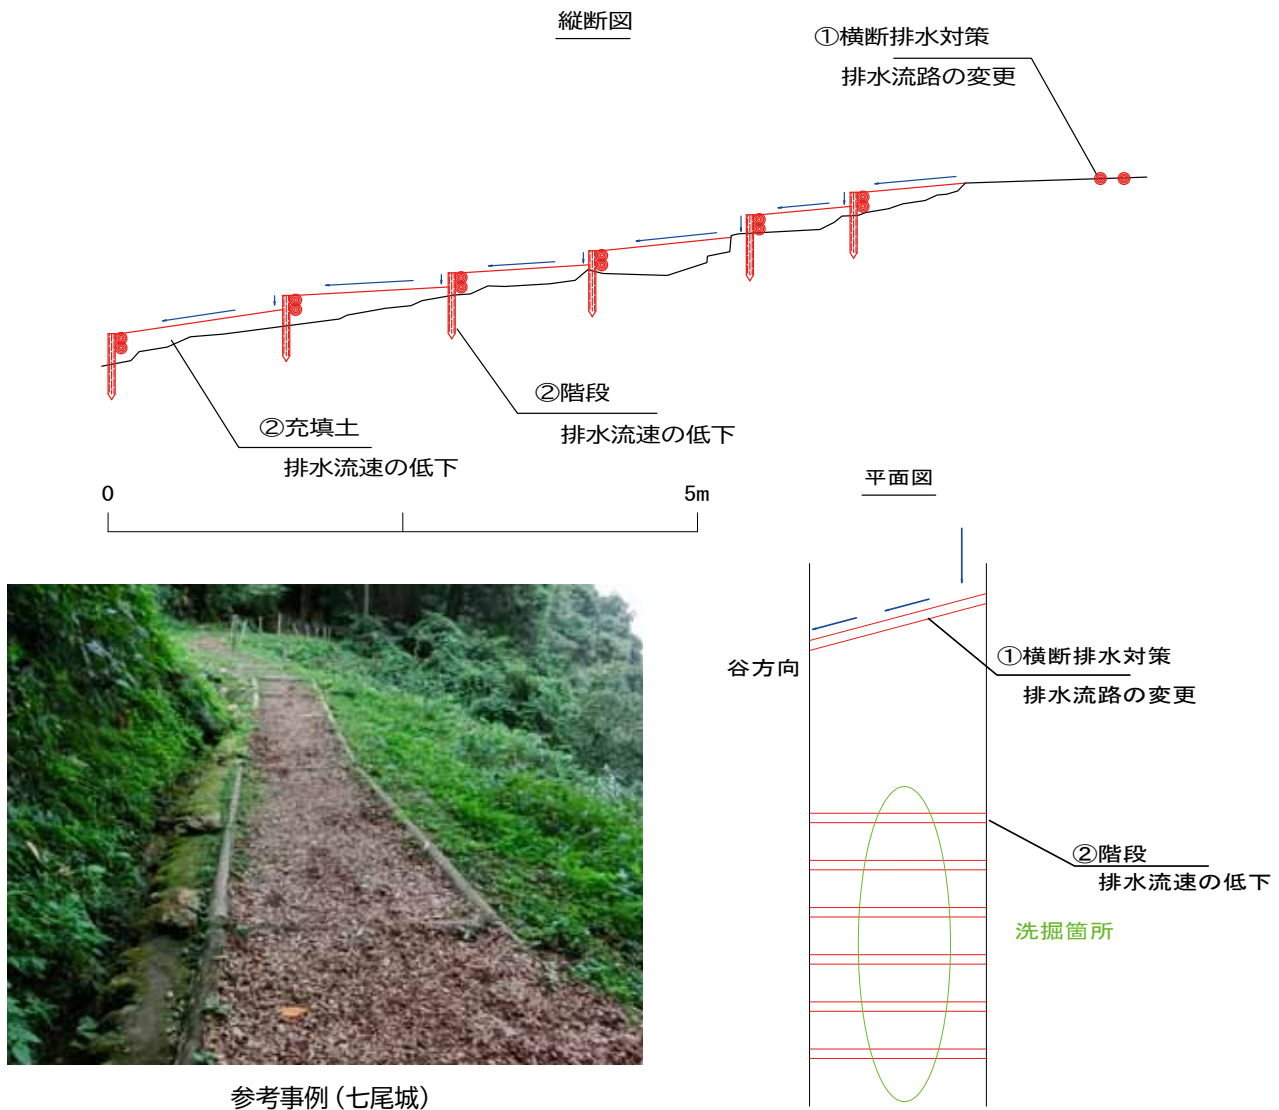 縦断図
①横断排水対策
排水流路の変更
②階段
排水流速の低下
②充填土
排水流速の低下
0
5m
平面図
谷方向
①横断排水対策
排水流路の変更
②階段
排水流速の低下
洗掘箇所
参考事例（七尾城）